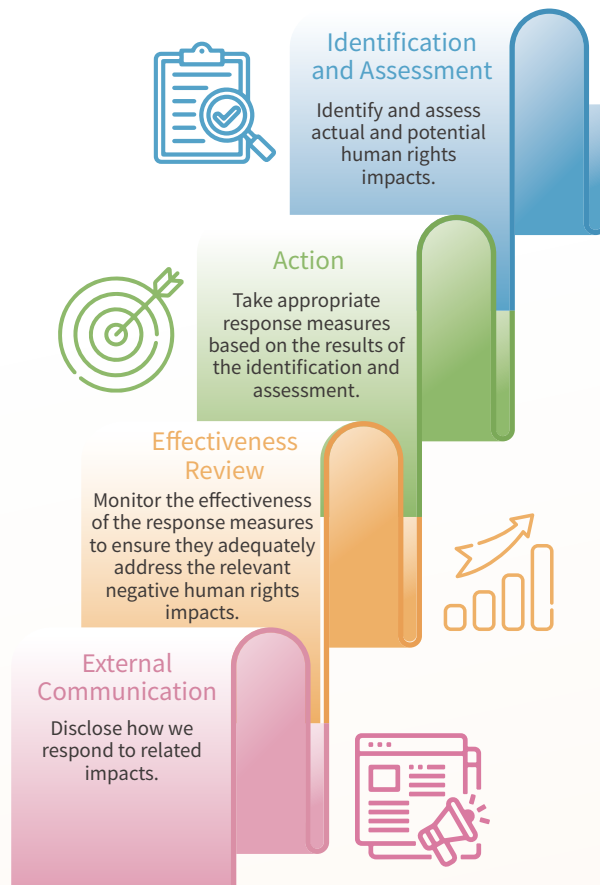 Identification
and Assessment
Identify and assess
actual and potential
human rights
impacts.
Action
Take appropriate
response measures
based on the results of
the identification and
assessment.
Effectiveness
Review
Monitor the effectiveness
of the response measures
to ensure they adequately
address the relevant
negative human rights
impacts.
External
Communication
Disclose how we
respond to related
impacts.